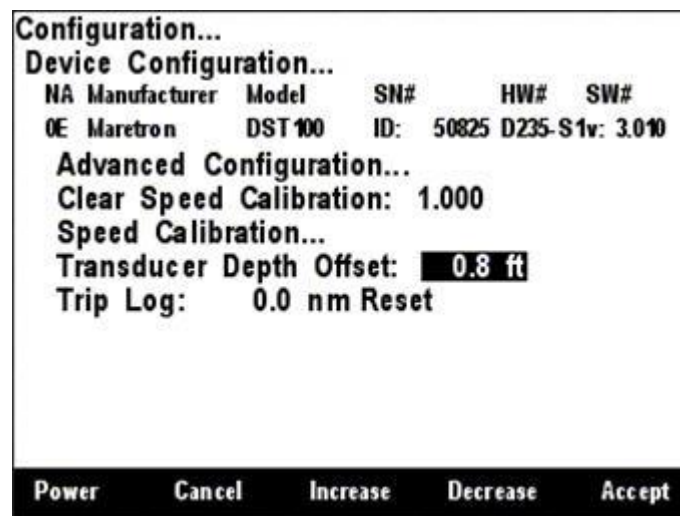 Configuration...
Device Configuration...
NA Manufacturer Model SN# HW# SW#
0E Maretron DST100 ID: 50825 D235-S1v: 3.010
Advanced Configuration...
Clear Speed Calibration: 1.000
Speed Calibration...
Transducer Depth Offset: 0.8 ft
Trip Log: 0.0 nm Reset
Power Cancel Increase Decrease Accept